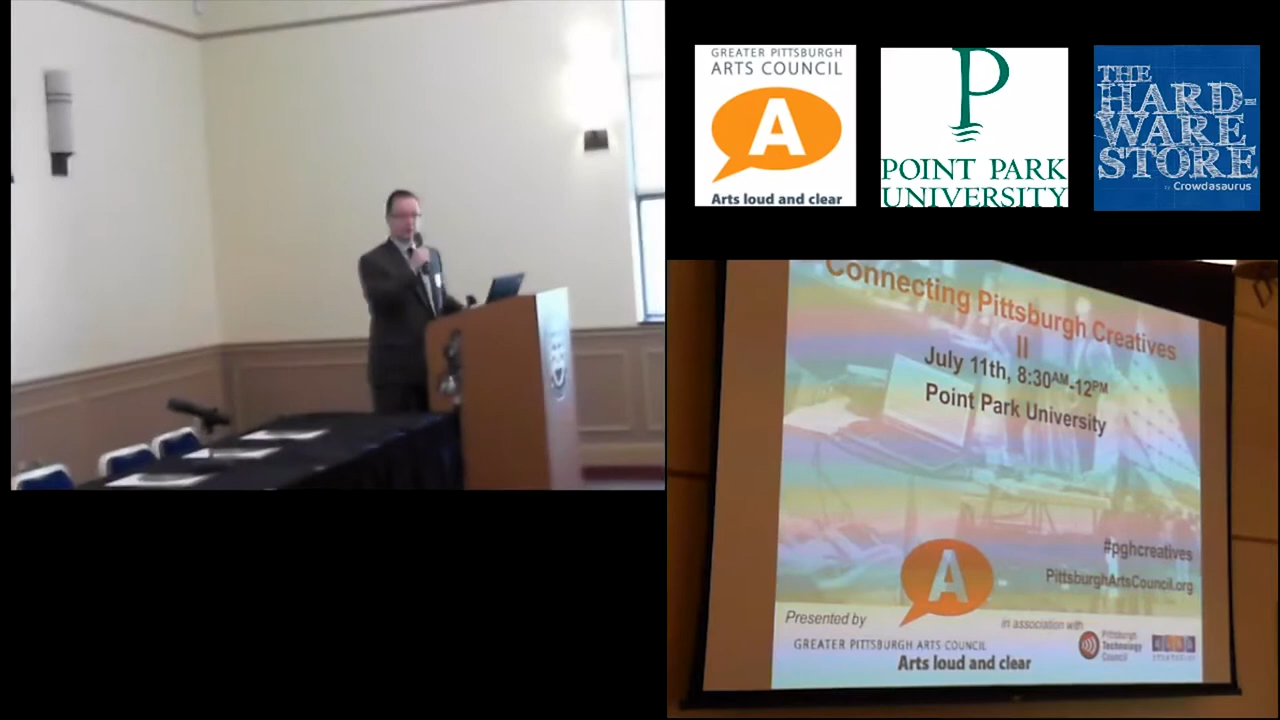 GREATER PITTSBURGH
ARTS COUNCIL
A
Arts loud and clear
P
POINT PARK
UNIVERSITY
THE
HARD-
WARE
STORE
by Crowdasaurus
Connecting Pittsburgh Creatives
II
July 11th, 8:30AM-12PM
Point Park University
#pghcreatives
PittsburghArtsCouncil.org
A
Presented by
in association with
GREATER PITTSBURGH ARTS COUNCIL
Arts loud and clear
Pittsburgh
Technology
Council